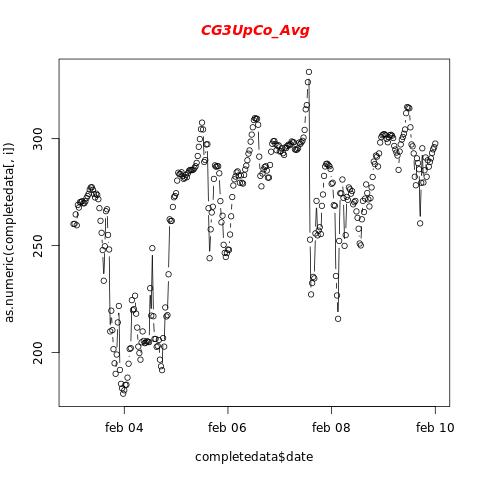 CG3UpCo_Avg
as.numeric(completedata[, i])
300
250
200
feb 04
feb 06
feb 08
feb 10
completedata$date